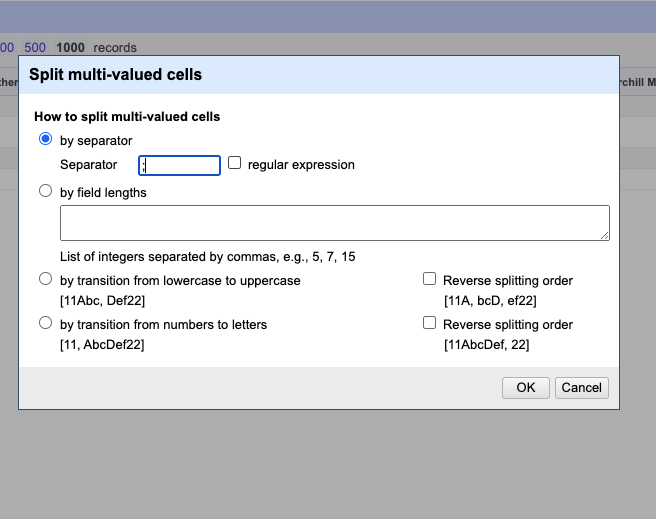 00 500 1000 records
ther
rchill M
Split multi-valued cells
How to split multi-valued cells
by separator
Separator ; regular expression
by field lengths
List of integers separated by commas, e.g., 5, 7, 15
by transition from lowercase to uppercase Reverse splitting order
[11Abc, Def22] [11A, bcD, ef22]
by transition from numbers to letters Reverse splitting order
[11, AbcDef22] [11AbcDef, 22]
OK Cancel